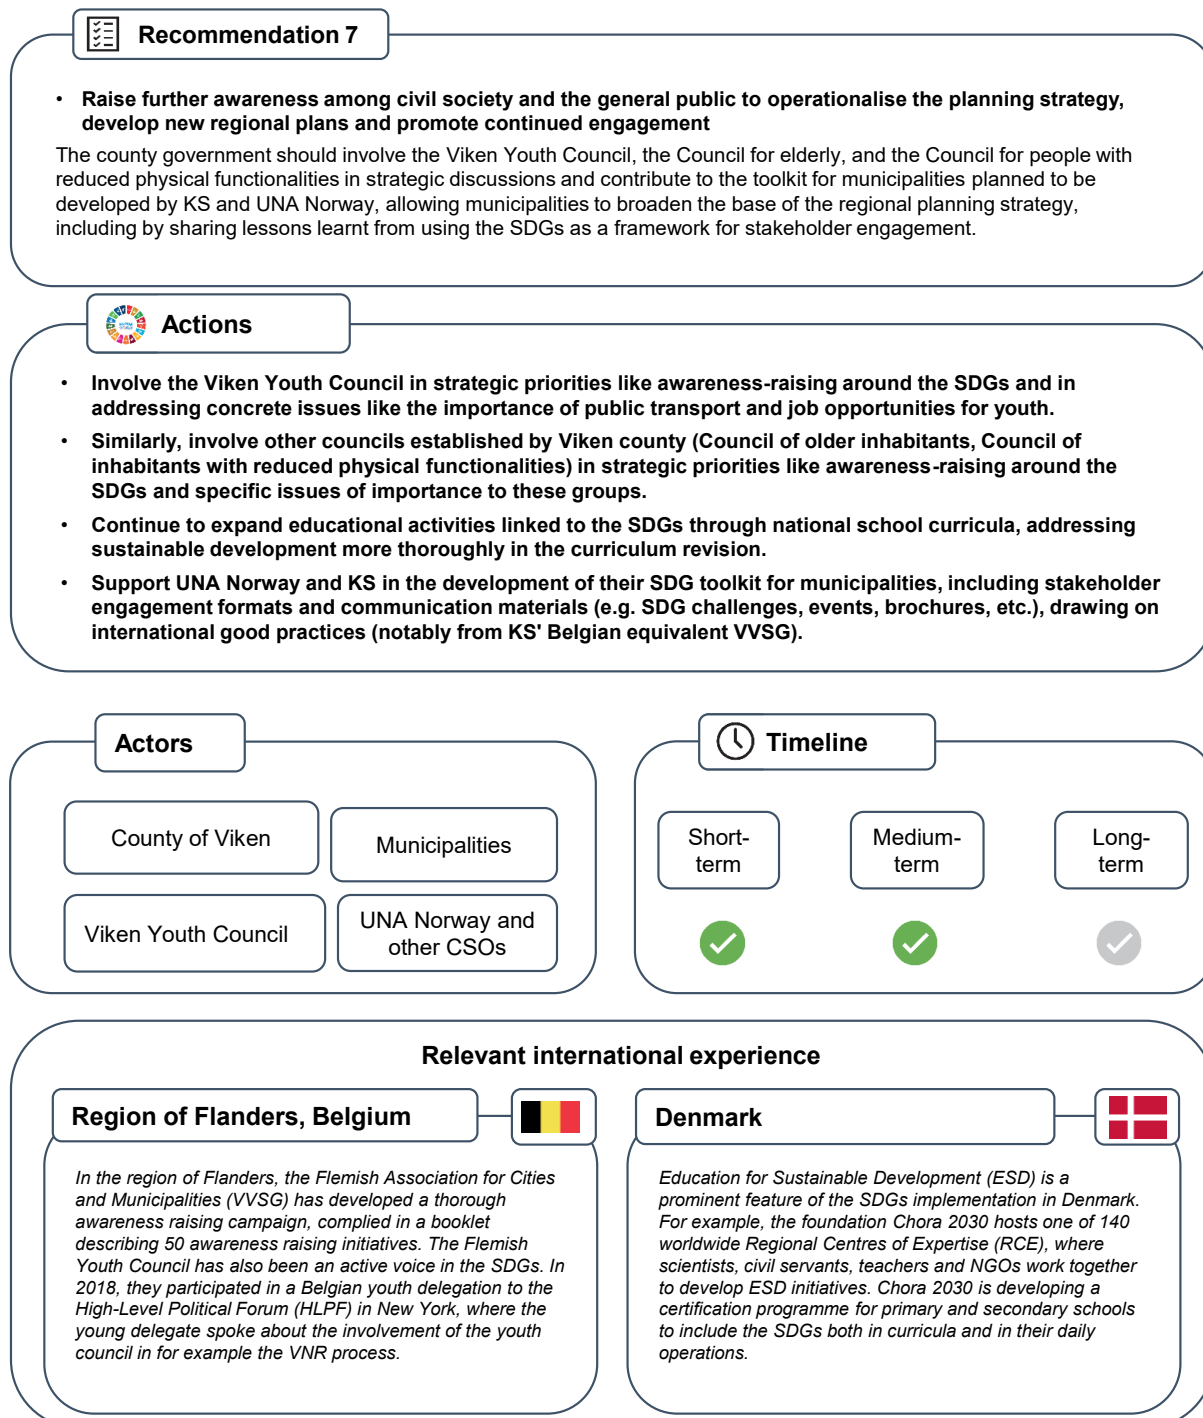 Recommendation 7
• Raise further awareness among civil society and the general public to operationalise the planning strategy,
develop new regional plans and promote continued engagement
The county government should involve the Viken Youth Council, the Council for elderly, and the Council for people with
reduced physical functionalities in strategic discussions and contribute to the toolkit for municipalities planned to be
developed by KS and UNA Norway, allowing municipalities to broaden the base of the regional planning strategy,
including by sharing lessons learnt from using the SDGs as a framework for stakeholder engagement.
Actions
• Involve the Viken Youth Council in strategic priorities like awareness-raising around the SDGs and in
addressing concrete issues like the importance of public transport and job opportunities for youth.
• Similarly, involve other councils established by Viken county (Council of older inhabitants, Council of
inhabitants with reduced physical functionalities) in strategic priorities like awareness-raising around the
SDGs and specific issues of importance to these groups.
• Continue to expand educational activities linked to the SDGs through national school curricula, addressing
sustainable development more thoroughly in the curriculum revision.
• Support UNA Norway and KS in the development of their SDG toolkit for municipalities, including stakeholder
engagement formats and communication materials (e.g. SDG challenges, events, brochures, etc.), drawing on
international good practices (notably from KS' Belgian equivalent VVSG).
Actors
County of Viken
Municipalities
Viken Youth Council
UNA Norway and
other CSOs
Timeline
Short-
term
Medium-
term
Long-
term
Relevant international experience
Region of Flanders, Belgium
In the region of Flanders, the Flemish Association for Cities
and Municipalities (VVSG) has developed a thorough
awareness raising campaign, complied in a booklet
describing 50 awareness raising initiatives. The Flemish
Youth Council has also been an active voice in the SDGs. In
2018, they participated in a Belgian youth delegation to the
High-Level Political Forum (HLPF) in New York, where the
young delegate spoke about the involvement of the youth
council in for example the VNR process.
Denmark
Education for Sustainable Development (ESD) is a
prominent feature of the SDGs implementation in Denmark.
For example, the foundation Chora 2030 hosts one of 140
worldwide Regional Centres of Expertise (RCE), where
scientists, civil servants, teachers and NGOs work together
to develop ESD initiatives. Chora 2030 is developing a
certification programme for primary and secondary schools
to include the SDGs both in curricula and in their daily
operations.